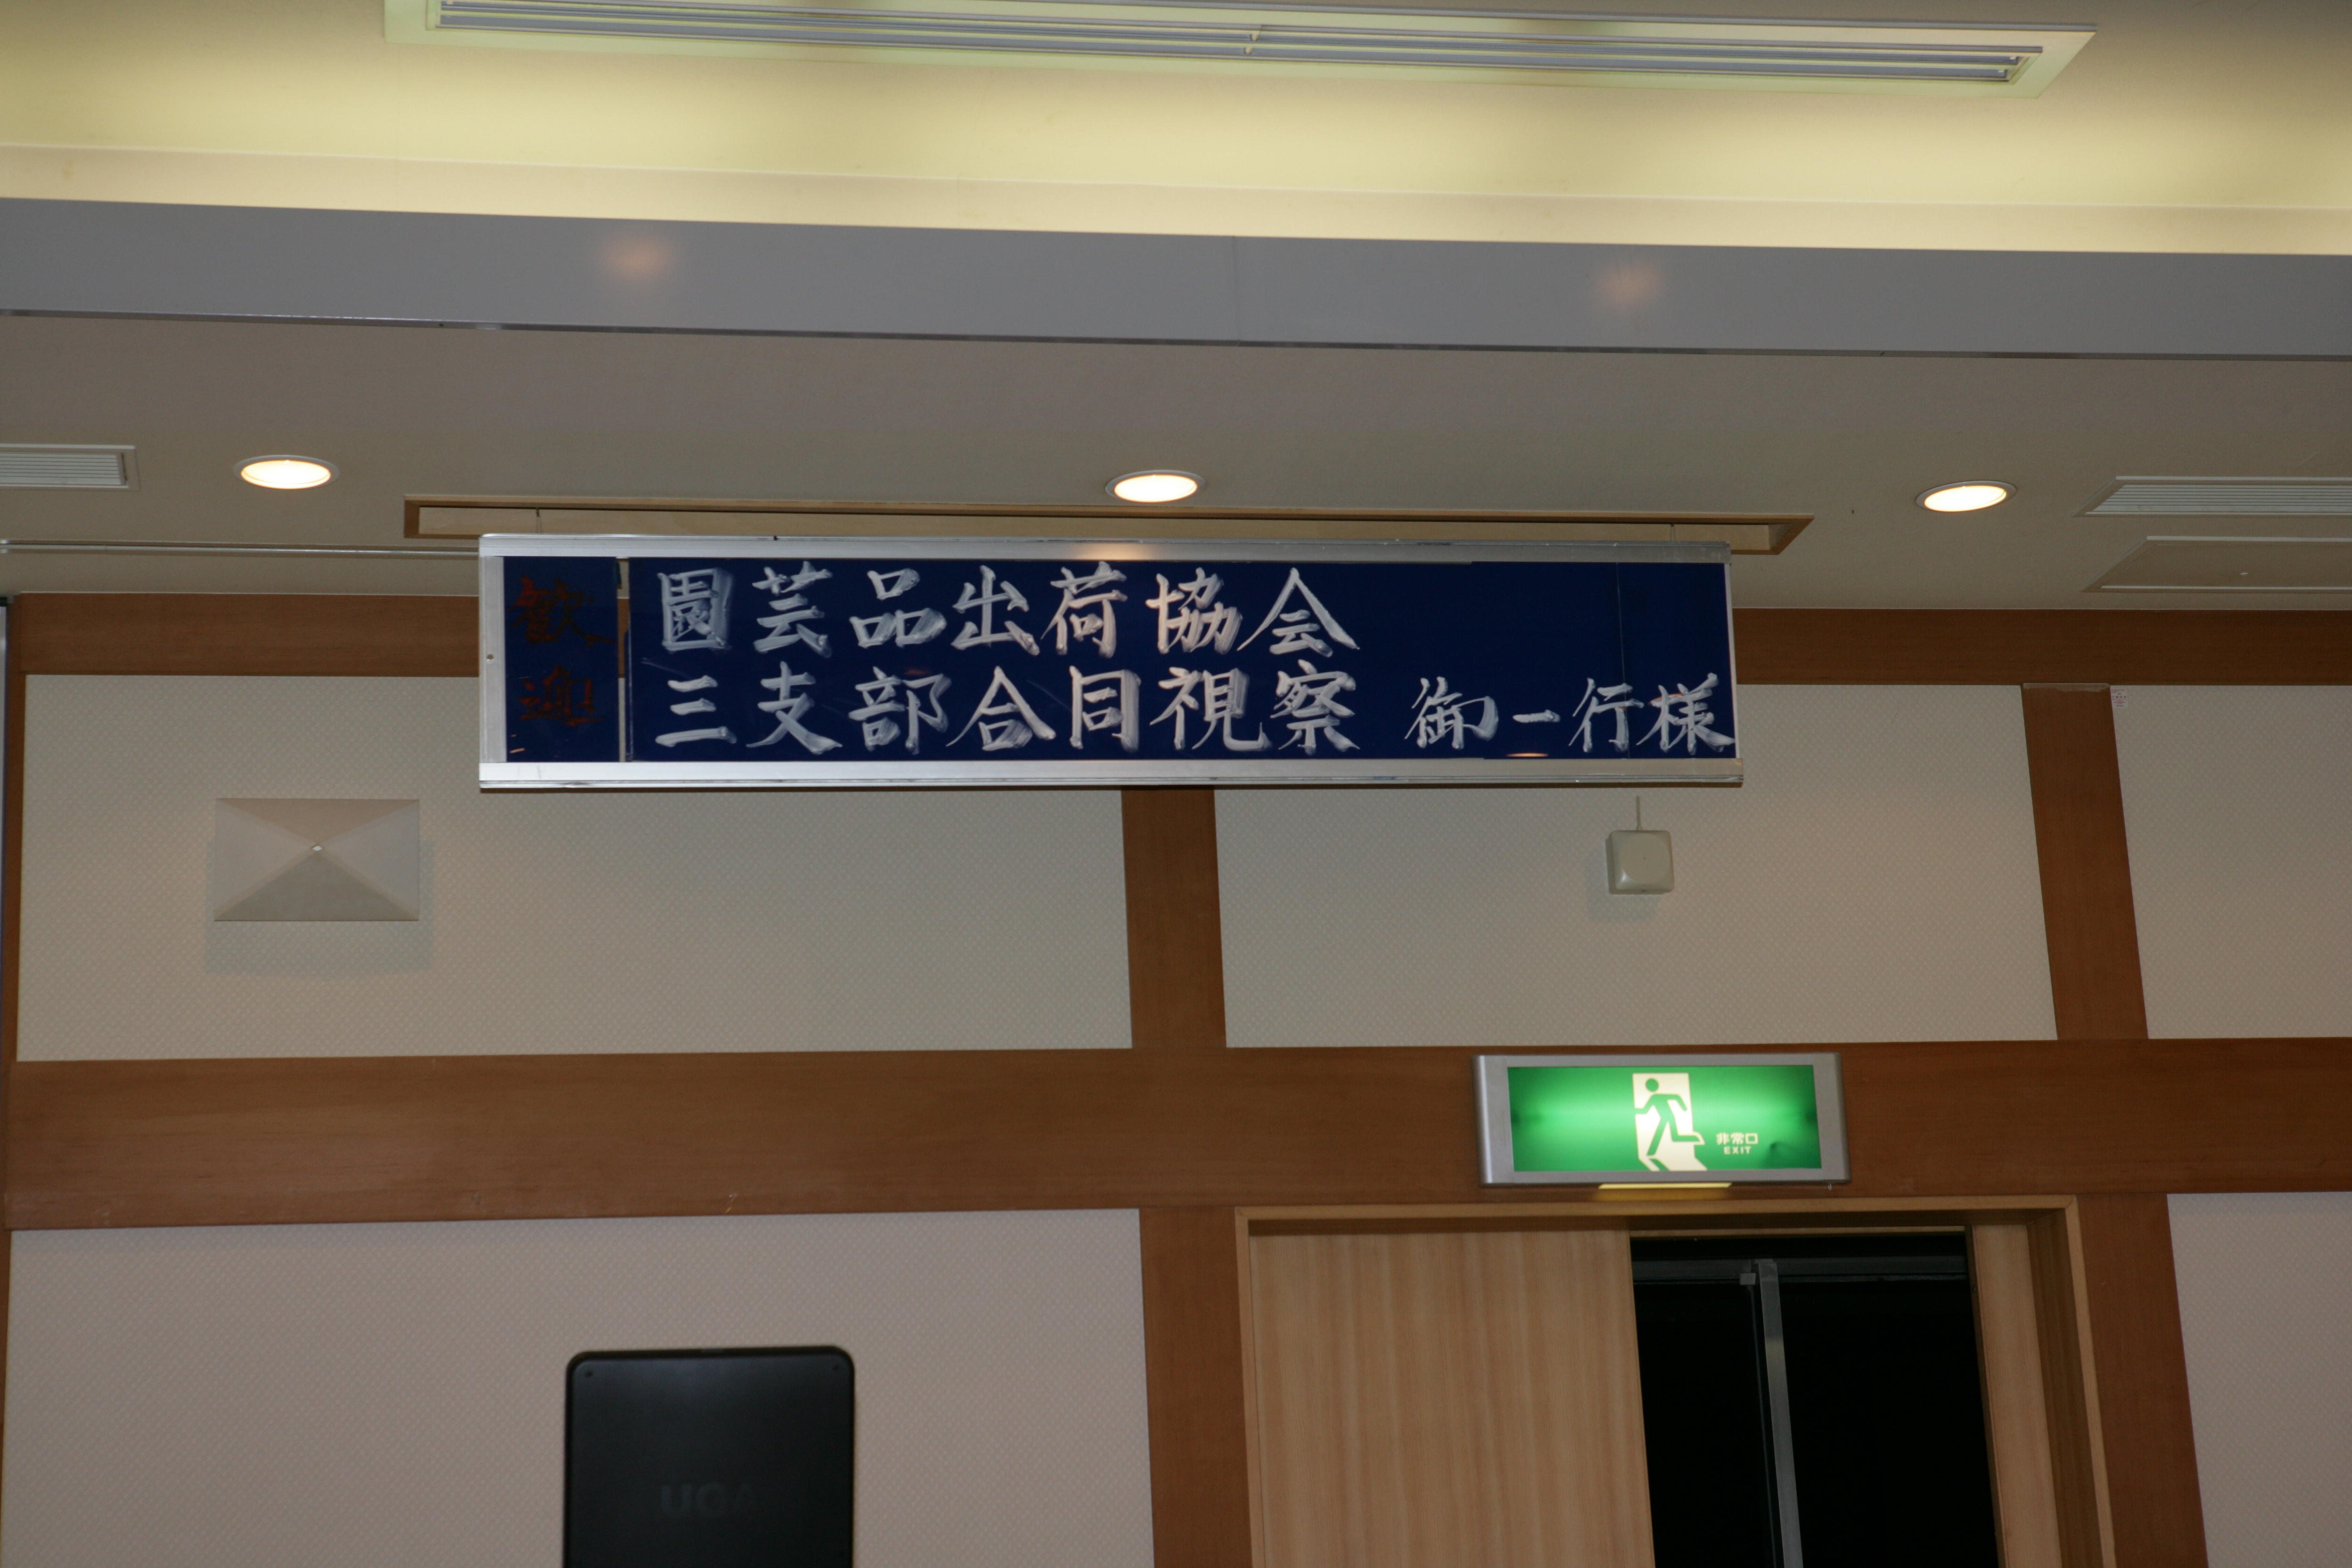 歓迎
園芸品出荷協会
三支部合同視察 御一行様
非常口
EXIT